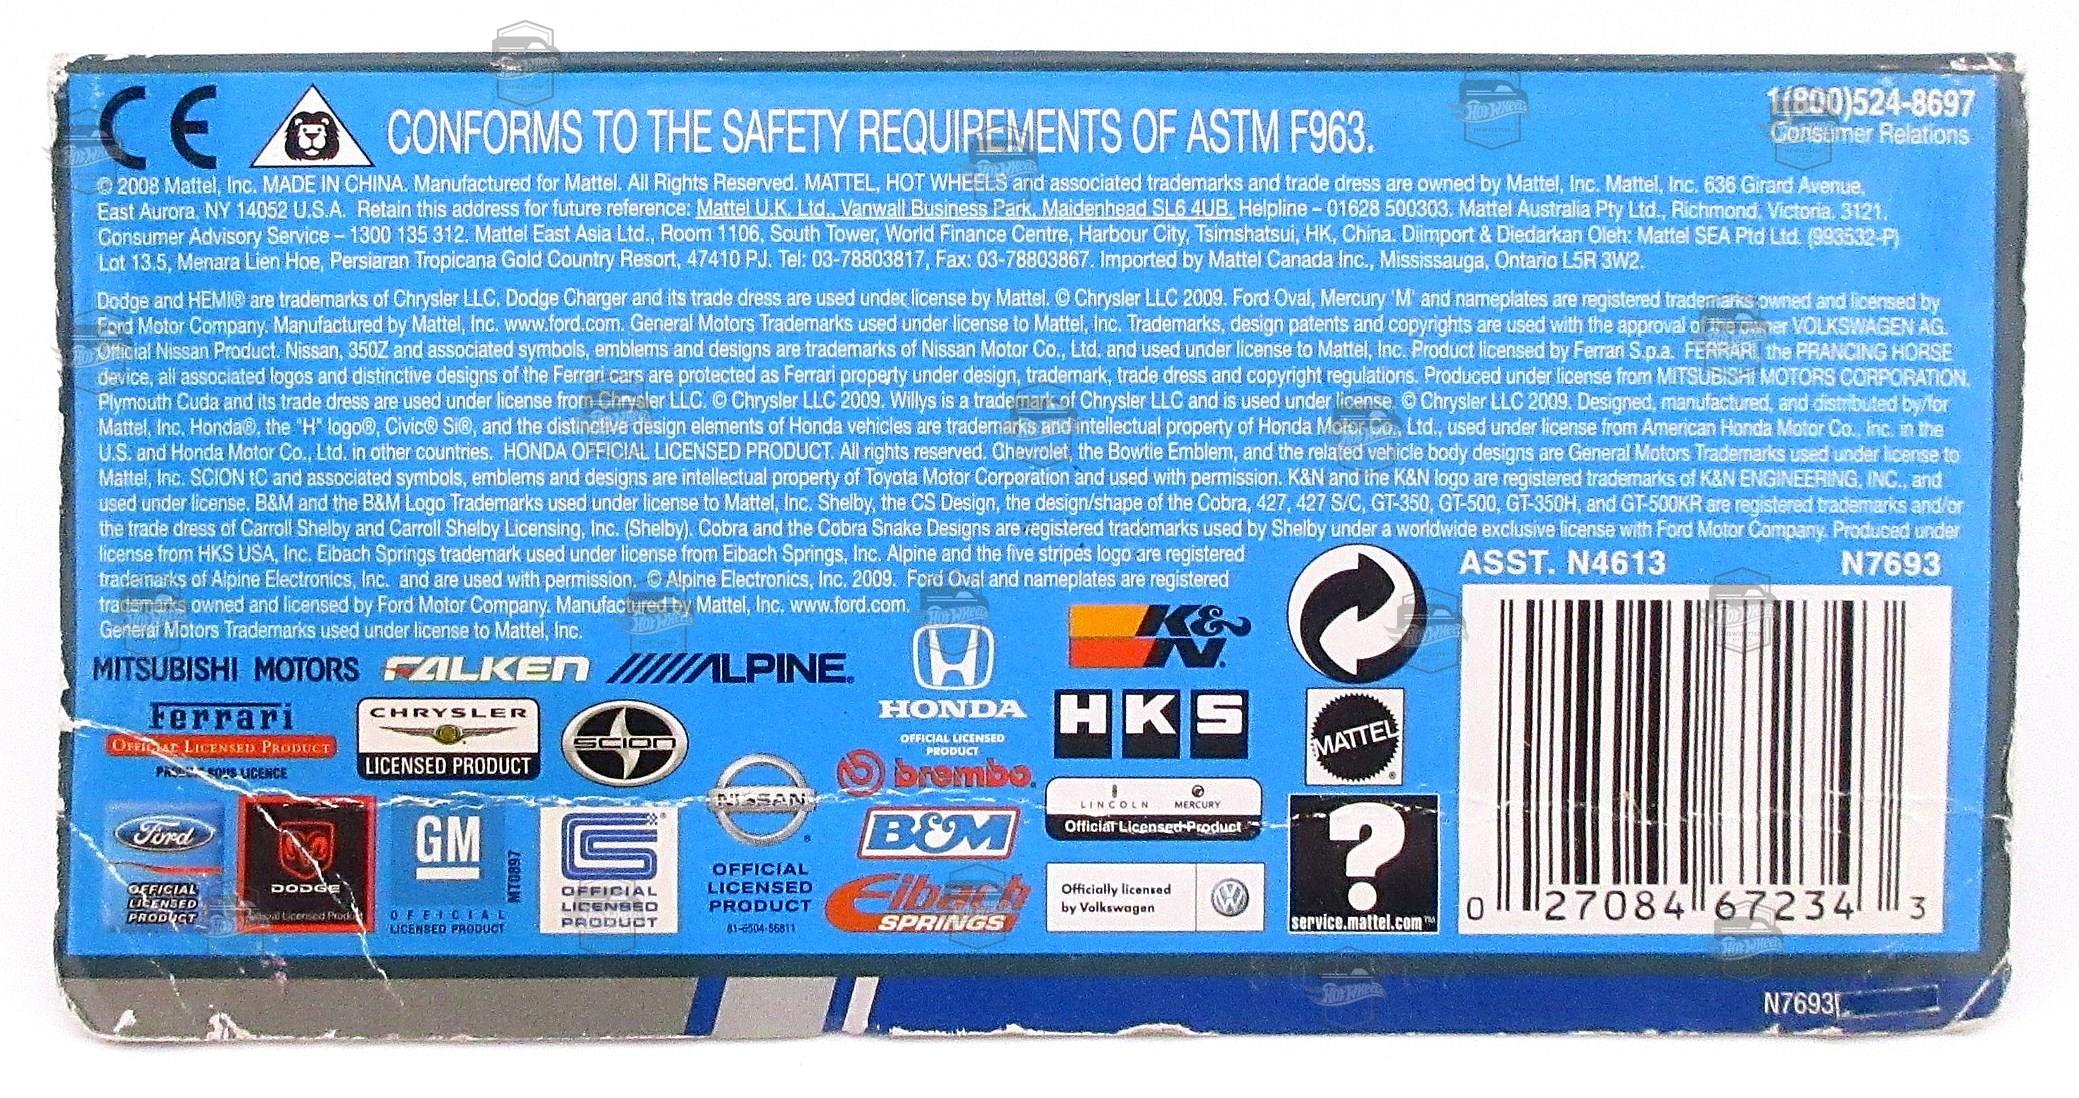 CE
CONFORMS TO THE SAFETY REQUIREMENTS OF ASTM F963.
1(800)524-8697
Consumer Relations
© 2008 Mattel, Inc. MADE IN CHINA. Manufactured for Mattel. All Rights Reserved. MATTEL, HOT WHEELS and associated trademarks and trade dress are owned by Mattel, Inc. Mattel, Inc. 636 Girard Avenue,
East Aurora, NY 14052 U.S.A. Retain this address for future reference: Mattel U.K. Ltd., Vanwall Business Park, Maidenhead SL6 4UB. Helpline – 01628 500303. Mattel Australia Pty Ltd., Richmond, Victoria. 3121.
Consumer Advisory Service – 1300 135 312. Mattel East Asia Ltd., Room 1106, South Tower, World Finance Centre, Harbour City, Tsimshatsui, HK, China. Diimport & Diedarkan Oleh: Mattel SEA Ptd Ltd. (993532-P)
Lot 13.5, Menara Lien Hoe, Persiaran Tropicana Gold Country Resort, 47410 PJ. Tel: 03-78803817, Fax: 03-78803867. Imported by Mattel Canada Inc., Mississauga, Ontario L5R 3W2.
Dodge and HEMI® are trademarks of Chrysler LLC. Dodge Charger and its trade dress are used under license by Mattel. © Chrysler LLC 2009. Ford Oval, Mercury 'M' and nameplates are registered trademarks owned and licensed by
Ford Motor Company. Manufactured by Mattel, Inc. www.ford.com. General Motors Trademarks used under license to Mattel, Inc. Trademarks, design patents and copyrights are used with the approval of the owner VOLKSWAGEN AG.
Official Nissan Product. Nissan, 350Z and associated symbols, emblems and designs are trademarks of Nissan Motor Co., Ltd. and used under license to Mattel, Inc. Product licensed by Ferrari S.p.a. FERRARI, the PRANCING HORSE
device, all associated logos and distinctive designs of the Ferrari cars are protected as Ferrari property under design, trademark, trade dress and copyright regulations. Produced under license from MITSUBISHI MOTORS CORPORATION.
Plymouth Cuda and its trade dress are used under license from Chrysler LLC. © Chrysler LLC 2009. Willys is a trademark of Chrysler LLC and is used under license. © Chrysler LLC 2009. Designed, manufactured, and distributed by/for
Mattel, Inc. Honda®, the "H" logo®, Civic® Si®, and the distinctive design elements of Honda vehicles are trademarks and intellectual property of Honda Motor Co., Ltd., used under license from American Honda Motor Co., Inc. in the
U.S. and Honda Motor Co., Ltd. in other countries. HONDA OFFICIAL LICENSED PRODUCT. All rights reserved. Chevrolet, the Bowtie Emblem, and the related vehicle body designs are General Motors Trademarks used under license to
Mattel, Inc. SCION tC and associated symbols, emblems and designs are intellectual property of Toyota Motor Corporation and used with permission. K&N and the K&N logo are registered trademarks of K&N ENGINEERING, INC., and
used under license. B&M and the B&M Logo Trademarks used under license to Mattel, Inc. Shelby, the CS Design, the design/shape of the Cobra, 427, 427 S/C, GT-350, GT-500, GT-350H, and GT-500KR are registered trademarks and/or
the trade dress of Carroll Shelby and Carroll Shelby Licensing, Inc. (Shelby). Cobra and the Cobra Snake Designs are registered trademarks used by Shelby under a worldwide exclusive license with Ford Motor Company. Produced under
license from HKS USA, Inc. Eibach Springs trademark used under license from Eibach Springs, Inc. Alpine and the five stripes logo are registered
trademarks of Alpine Electronics, Inc. and are used with permission. © Alpine Electronics, Inc. 2009. Ford Oval and nameplates are registered
trademarks owned and licensed by Ford Motor Company. Manufactured by Mattel, Inc. www.ford.com.
General Motors Trademarks used under license to Mattel, Inc.
ASST. N4613 N7693
MITSUBISHI MOTORS
FALKEN
ALPINE®
HONDA
OFFICIAL LICENSED
PRODUCT
K&N
HKS
MATTEL®
Ferrari
OFFICIAL LICENSED PRODUCT
PRODUIT SOUS LICENCE
CHRYSLER
LICENSED PRODUCT
SCION
NISSAN®
OFFICIAL
LICENSED
PRODUCT
81-6504-56811
brembo®
B&M
Eibach
SPRINGS
LINCOLN MERCURY
Official Licensed Product
Officially licensed
by Volkswagen
Ford
OFFICIAL
LICENSED
PRODUCT
DODGE
Official Licensed Product
GM
MT0897
OFFICIAL
LICENSED PRODUCT
OFFICIAL
LICENSED
PRODUCT
?
service.mattel.com™
0 27084 67234 3
N7693